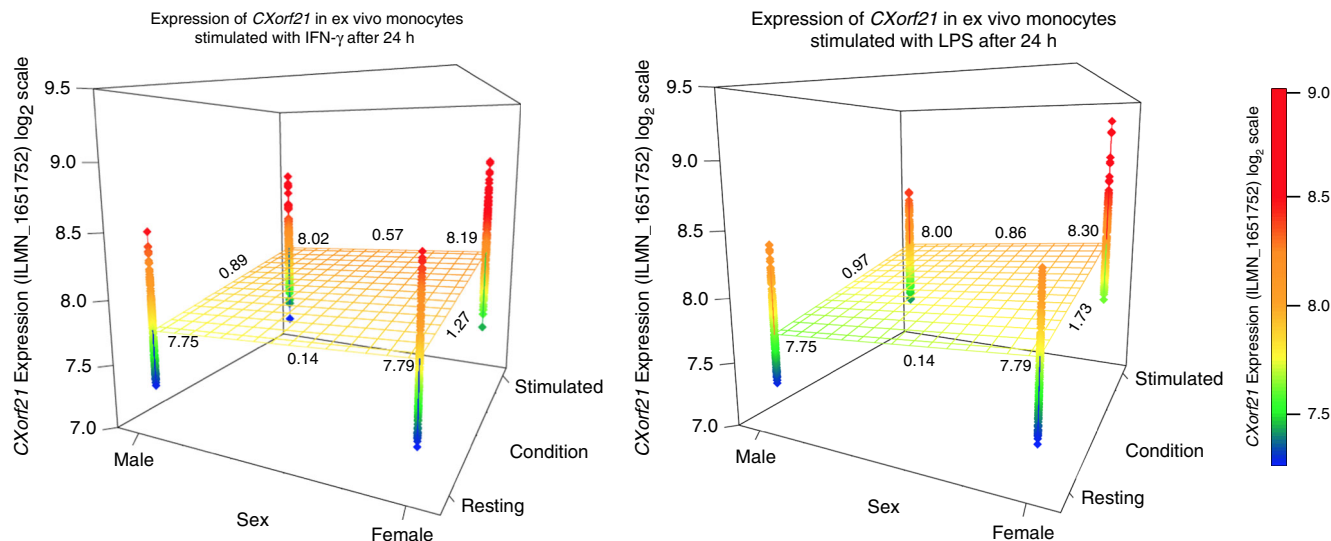 Expression of CXorf21 in ex vivo monocytes
stimulated with IFN-γ after 24 h
CXorf21 Expression (ILMN_1651752) log2 scale
9.5
9.0
8.5
8.0
7.5
7.0
8.02
0.57
8.19
0.89
1.27
7.75
0.14
7.79
Stimulated
Condition
Resting
Male
Sex
Female
Expression of CXorf21 in ex vivo monocytes
stimulated with LPS after 24 h
CXorf21 Expression (ILMN_1651752) log2 scale
9.5
9.0
8.5
8.0
7.5
7.0
8.00
0.86
8.30
0.97
1.73
7.75
0.14
7.79
Stimulated
Condition
Resting
Male
Sex
Female
CXorf21 Expression (ILMN_1651752) log2 scale
9.0
8.5
8.0
7.5